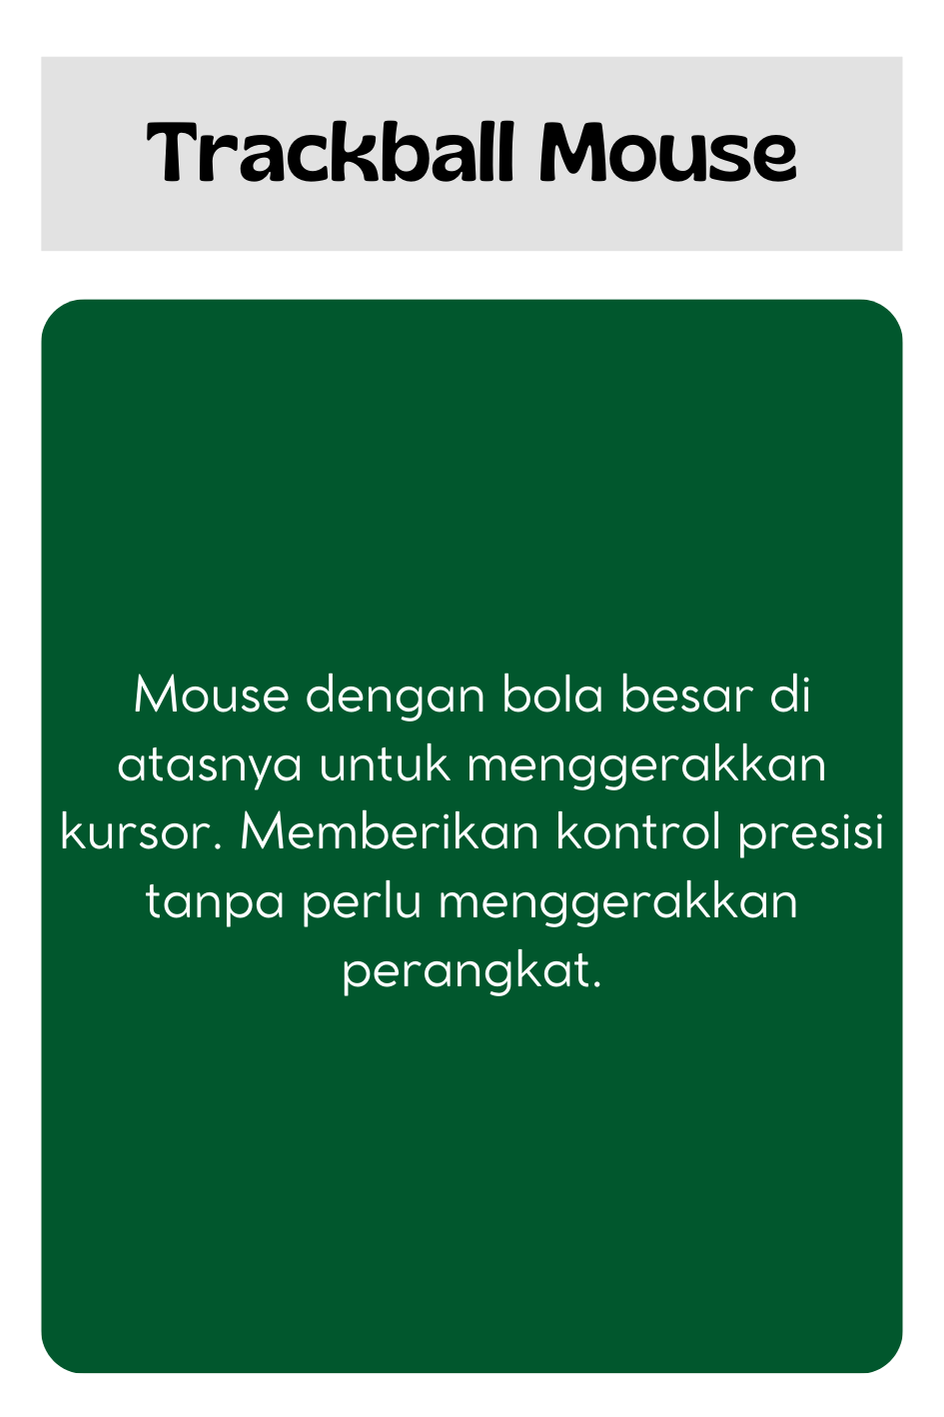 Trackball Mouse
Mouse dengan bola besar di
atasnya untuk menggerakkan
kursor. Memberikan kontrol presisi
tanpa perlu menggerakkan
perangkat.